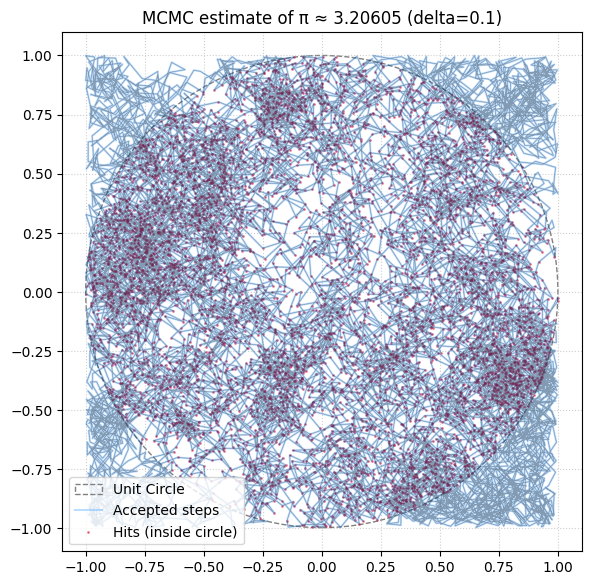 MCMC estimate of π ≈ 3.20605 (delta=0.1)
1.00
0.75
0.50
0.25
0.00
−0.25
−0.50
−0.75
−1.00
Unit Circle
Accepted steps
Hits (inside circle)
−1.00 −0.75 −0.50 −0.25 0.00 0.25 0.50 0.75 1.00